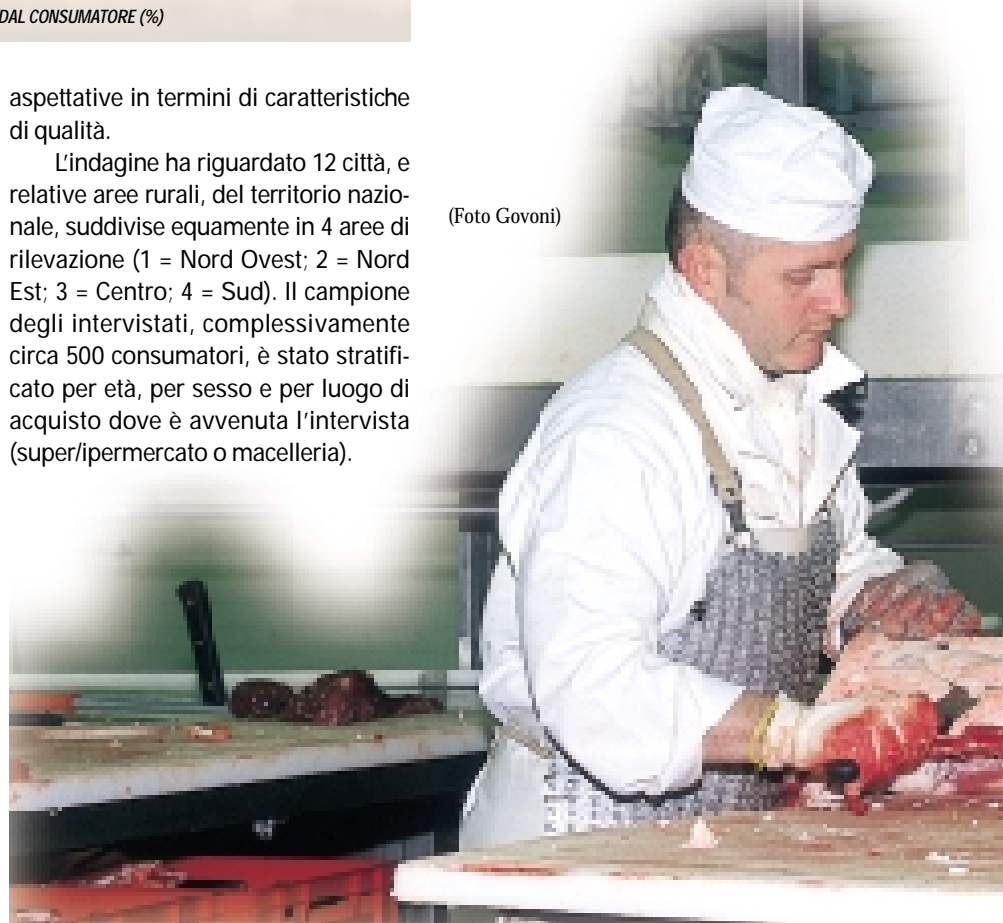 DAL CONSUMATORE (%)
aspettative in termini di caratteristiche
di qualità.
L'indagine ha riguardato 12 città, e
relative aree rurali, del territorio nazio-
nale, suddivise equamente in 4 aree di
rilevazione (1 = Nord Ovest; 2 = Nord
Est; 3 = Centro; 4 = Sud). Il campione
degli intervistati, complessivamente
circa 500 consumatori, è stato stratifi-
cato per età, per sesso e per luogo di
acquisto dove è avvenuta l'intervista
(super/ipermercato o macelleria).
(Foto Govoni)